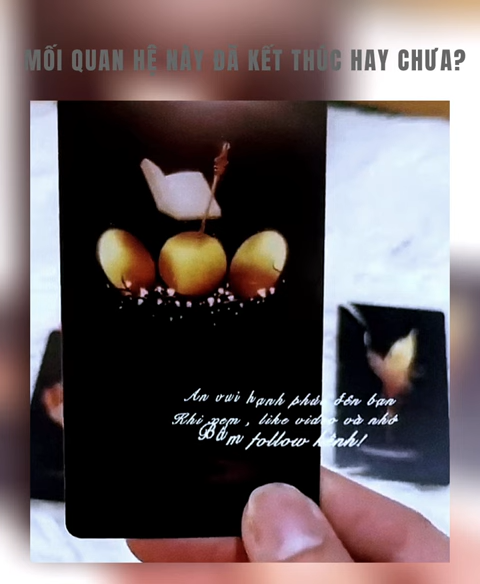 MỐI QUAN HỆ NÀY ĐÃ KẾT THÚC HAY CHƯA?
An vui hạnh phúc đến bạn
Khi xem , like video và nhớ
Bấm follow kênh!